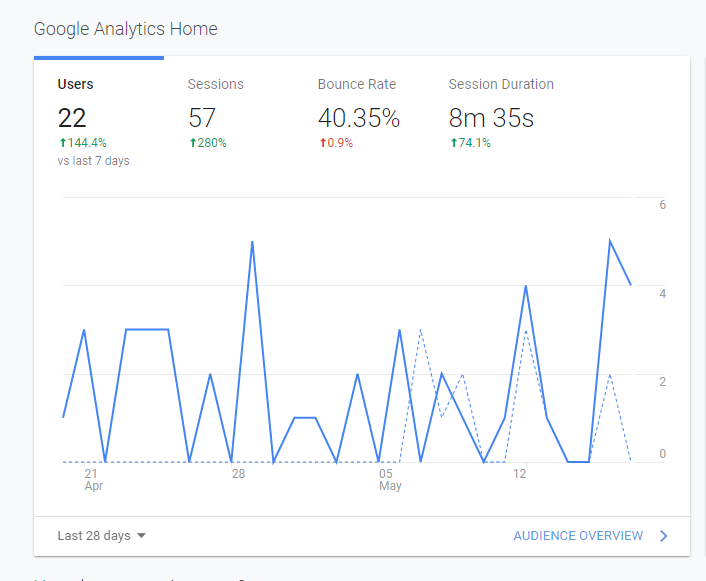 Google Analytics Home
Users Sessions Bounce Rate Session Duration
22 57 40.35% 8m 35s
↑144.4% ↑280% ↑0.9% ↑74.1%
vs last 7 days
6
4
2
0
21 28 05 12
Apr May
Last 28 days AUDIENCE OVERVIEW